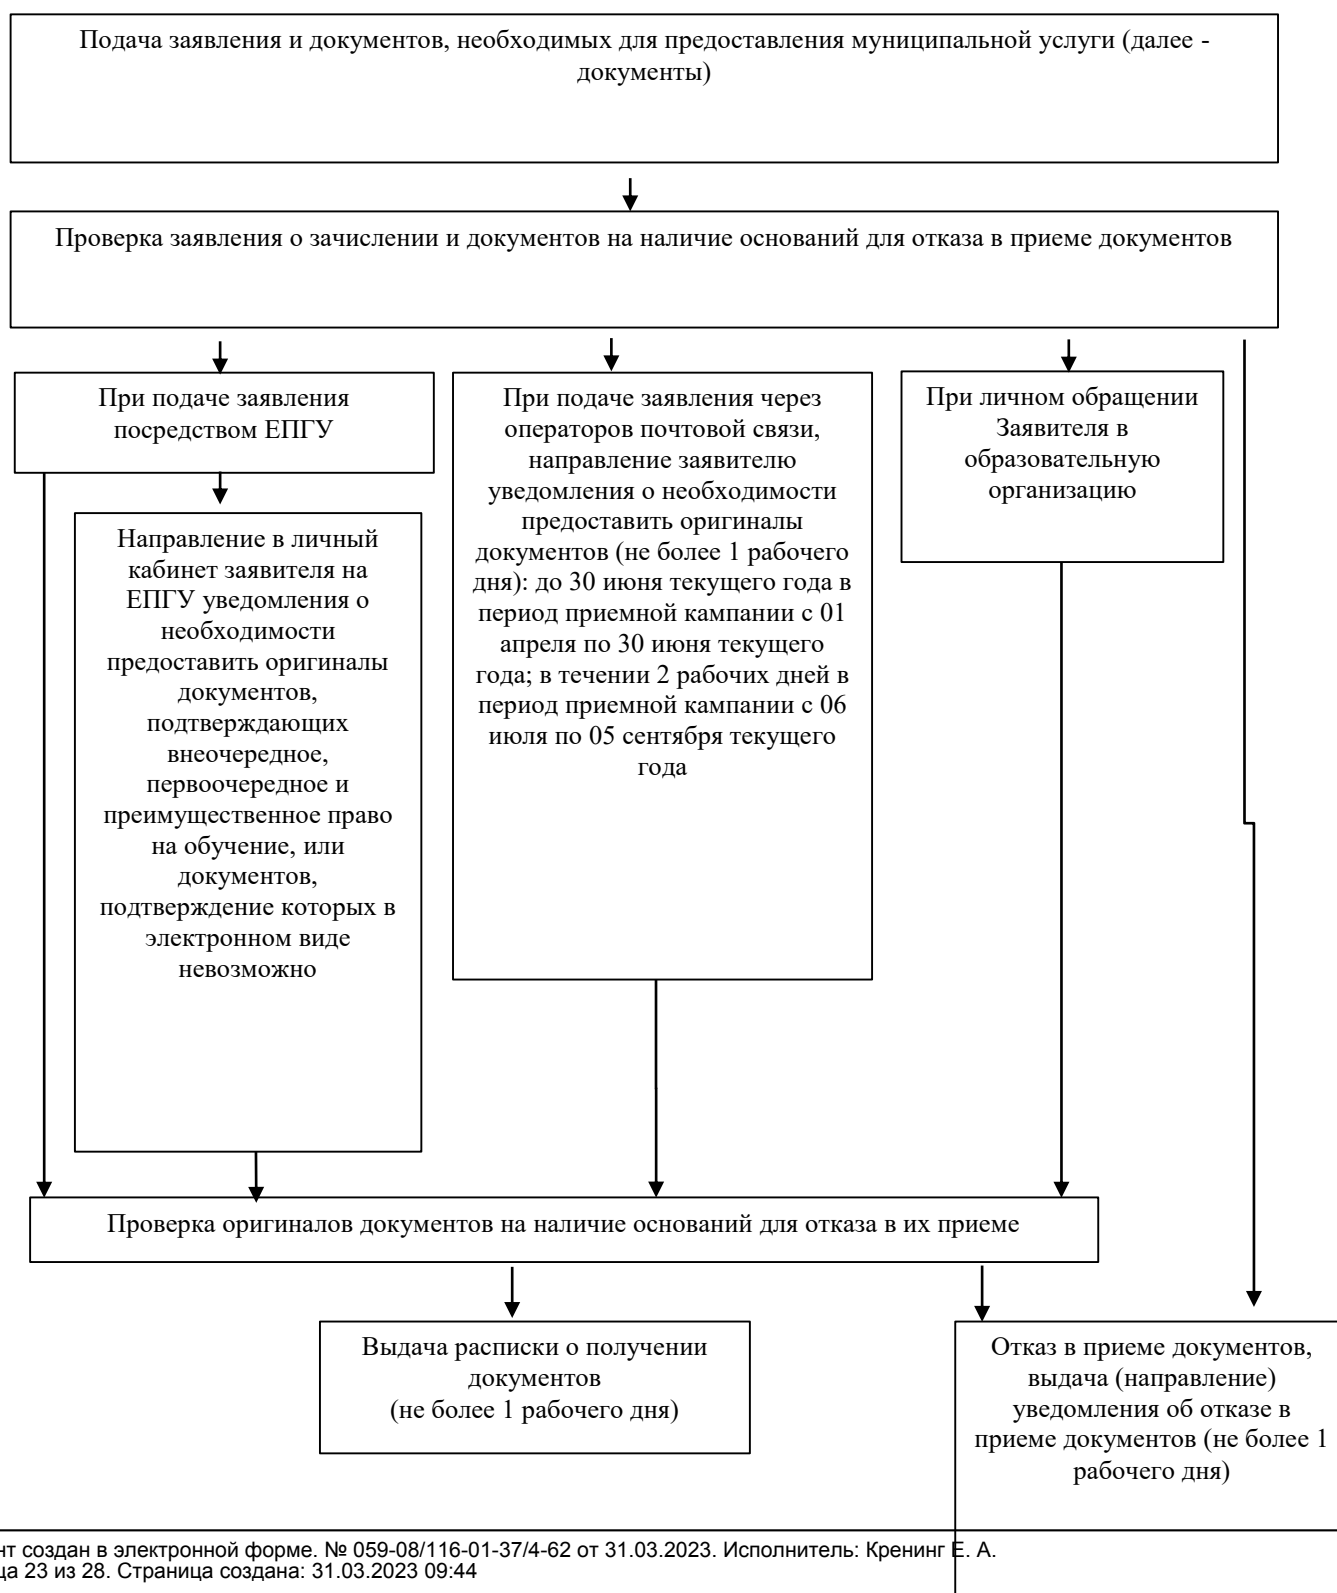 Подача заявления и документов, необходимых для предоставления муниципальной услуги (далее -
документы)
Проверка заявления о зачислении и документов на наличие оснований для отказа в приеме документов
При подаче заявления
посредством ЕПГУ
Направление в личный
кабинет заявителя на
ЕПГУ уведомления о
необходимости
предоставить оригиналы
документов,
подтверждающих
внеочередное,
первоочередное и
преимущественное право
на обучение, или
документов,
подтверждение которых в
электронном виде
невозможно
При подаче заявления через
операторов почтовой связи,
направление заявителю
уведомления о необходимости
предоставить оригиналы
документов (не более 1 рабочего
дня): до 30 июня текущего года в
период приемной кампании с 01
апреля по 30 июня текущего
года; в течении 2 рабочих дней в
период приемной кампании с 06
июля по 05 сентября текущего
года
При личном обращении
Заявителя в
образовательную
организацию
Проверка оригиналов документов на наличие оснований для отказа в их приеме
Выдача расписки о получении
документов
(не более 1 рабочего дня)
Отказ в приеме документов,
выдача (направление)
уведомления об отказе в
приеме документов (не более 1
рабочего дня)
нт создан в электронной форме. № 059-08/116-01-37/4-62 от 31.03.2023. Исполнитель: Кренинг Е. А.
ца 23 из 28. Страница создана: 31.03.2023 09:44